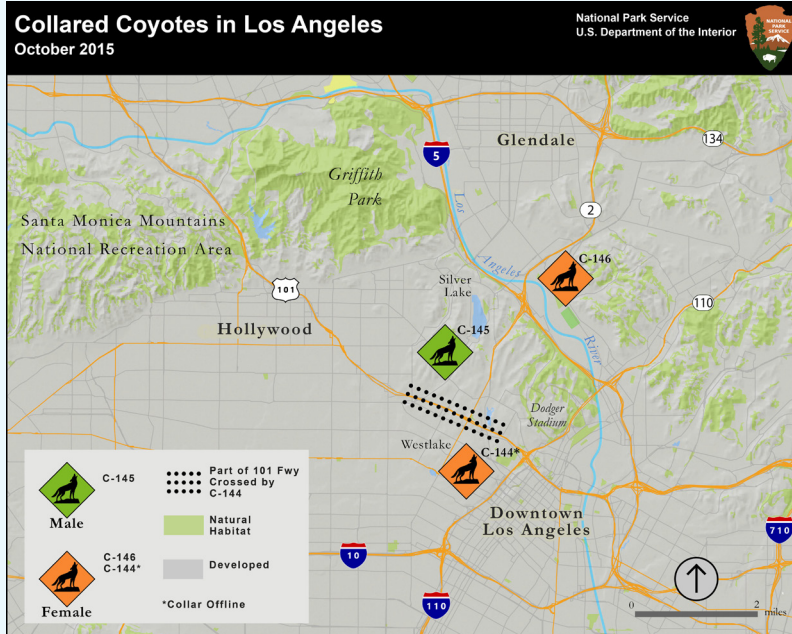 Collared Coyotes in Los Angeles
October 2015
National Park Service
U.S. Department of the Interior
NATIONAL
PARK
SERVICE
Glendale
134
5
Griffith
Park
Los
2
Santa Monica Mountains
National Recreation Area
Angeles
C-146
Silver
Lake
101
110
Hollywood
C-145
River
Dodger
Stadium
Westlake
C-144*
Downtown
Los Angeles
C-145
Male
Part of 101 Fwy
Crossed by
C-144
Natural
Habitat
C-146
C-144*
Female
Developed
*Collar Offline
10
110
710
0
2
miles